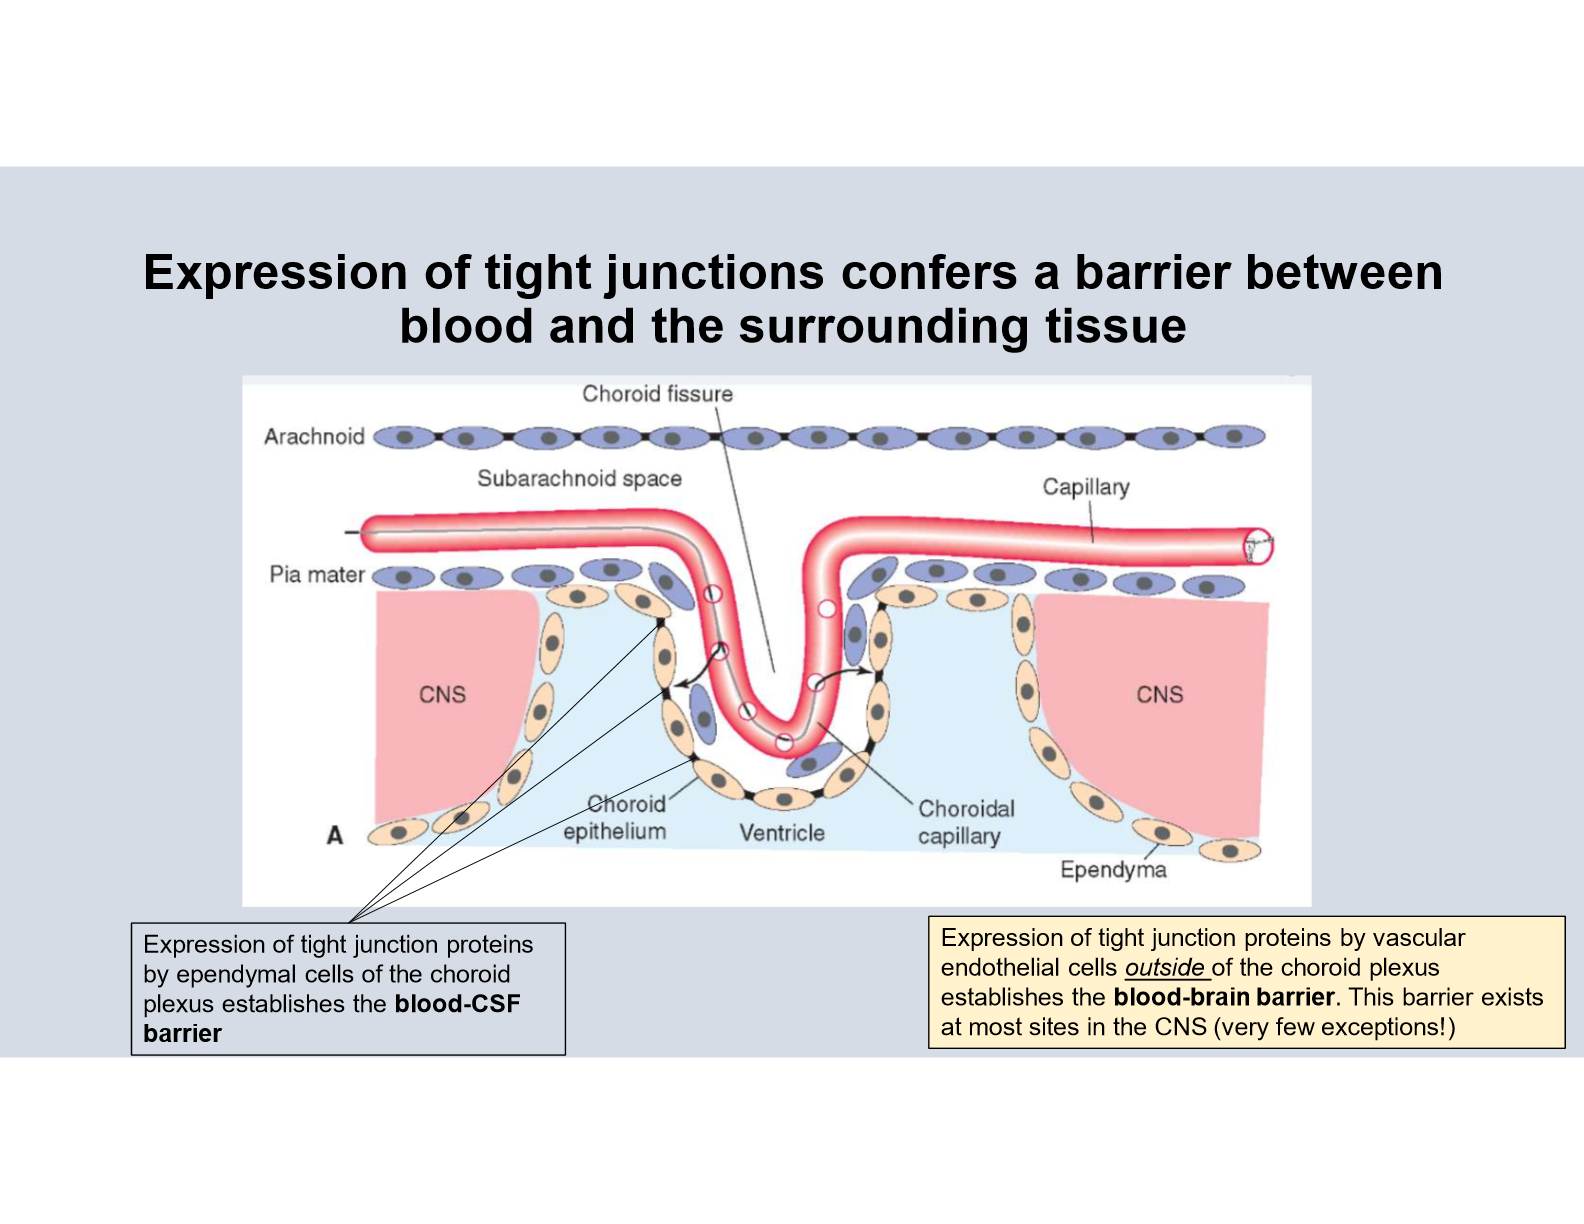 Expression of tight junctions confers a barrier between
blood and the surrounding tissue
Choroid fissure
Arachnoid
Subarachnoid space
Capillary
Pia mater
CNS
CNS
Choroid
epithelium
Ventricle
Choroidal
capillary
A
Ependyma
Expression of tight junction proteins
by ependymal cells of the choroid
plexus establishes the blood-CSF
barrier
Expression of tight junction proteins by vascular
endothelial cells outside of the choroid plexus
establishes the blood-brain barrier. This barrier exists
at most sites in the CNS (very few exceptions!)